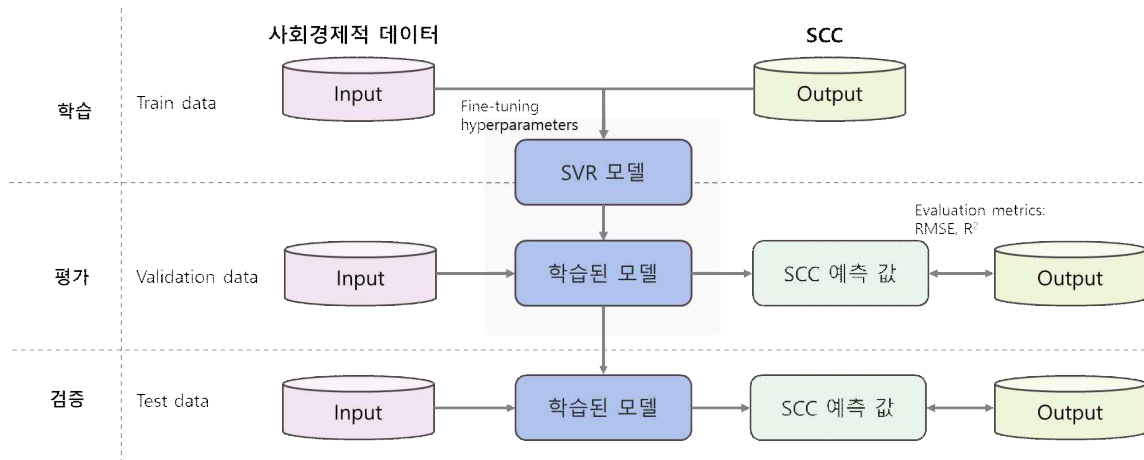 사회경제적 데이터
SCC
Input
Output
학습
Train data
Fine-tuning
hyperparameters
SVR 모델
Evaluation metrics:
RMSE, R²
평가
Validation data
Input
학습된 모델
SCC 예측 값
Output
검증
Test data
Input
학습된 모델
SCC 예측 값
Output